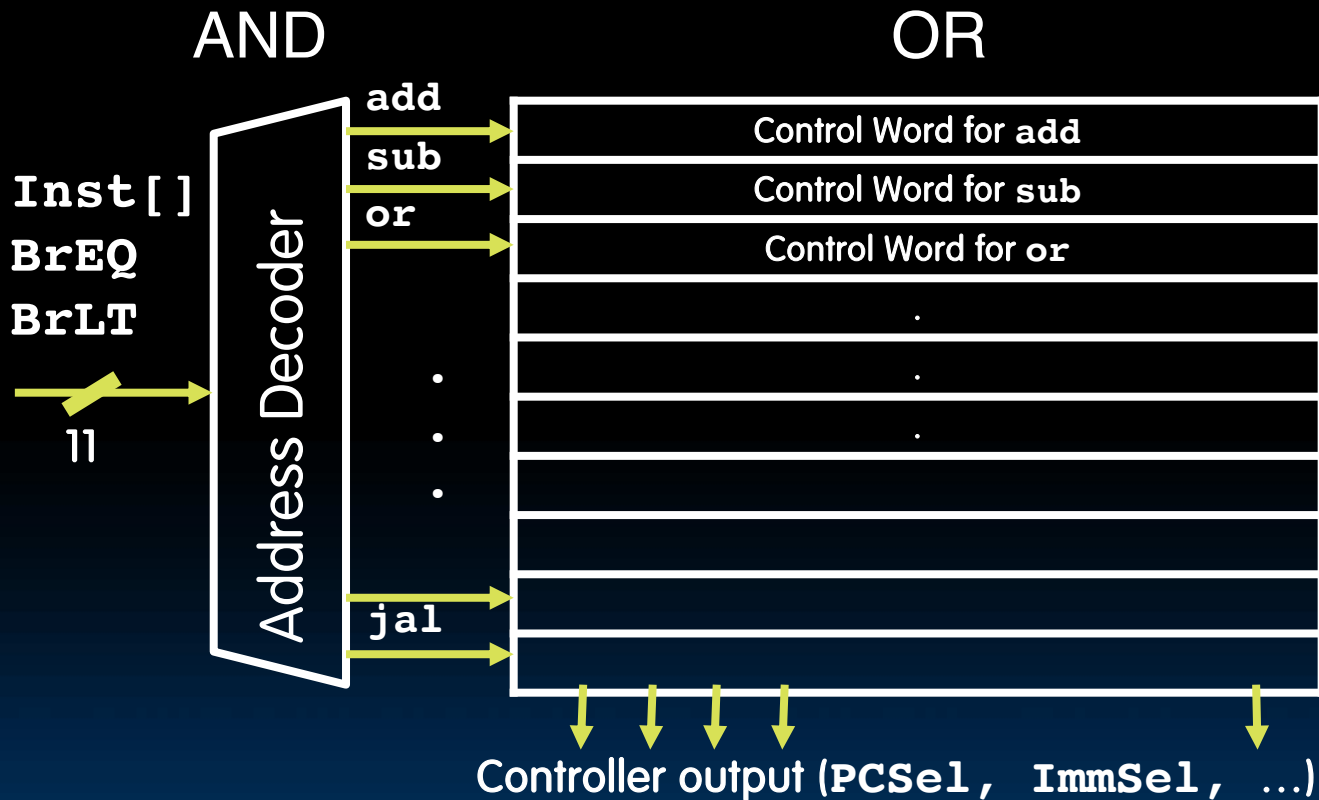 AND
OR
add
sub
or
Inst[]
BrEQ
BrLT
11
Address Decoder
.
.
.
jal
Control Word for add
Control Word for sub
Control Word for or
.
.
.
Controller output (PCSel, ImmSel, …)